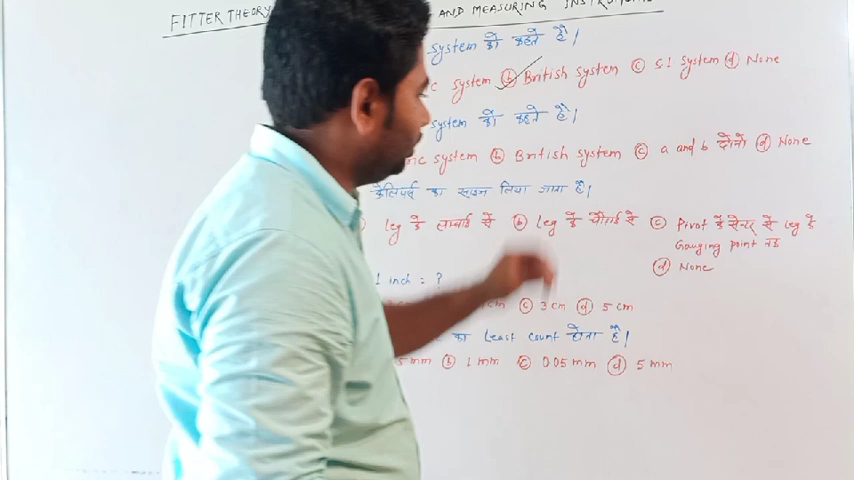 FITTER THEORY AND MEASURING
system को कहते है।
c system (b) British system (c) S.I system (d) None
system को कहते है।
ic system (b) British system (c) a and b दोनों (d) None
कैलिपर्स का साइज लिया जाता है।
Leg के लम्बाई से (b) Leg के चौड़ाई से (c) Pivot के सेन्टर से Leg के
Gauging point तक
(d) None
1 inch = ?
cm (c) 3 cm (d) 5 cm
का Least count होता है।
5 mm (b) 1 mm (c) 0.05 mm (d) 5 mm